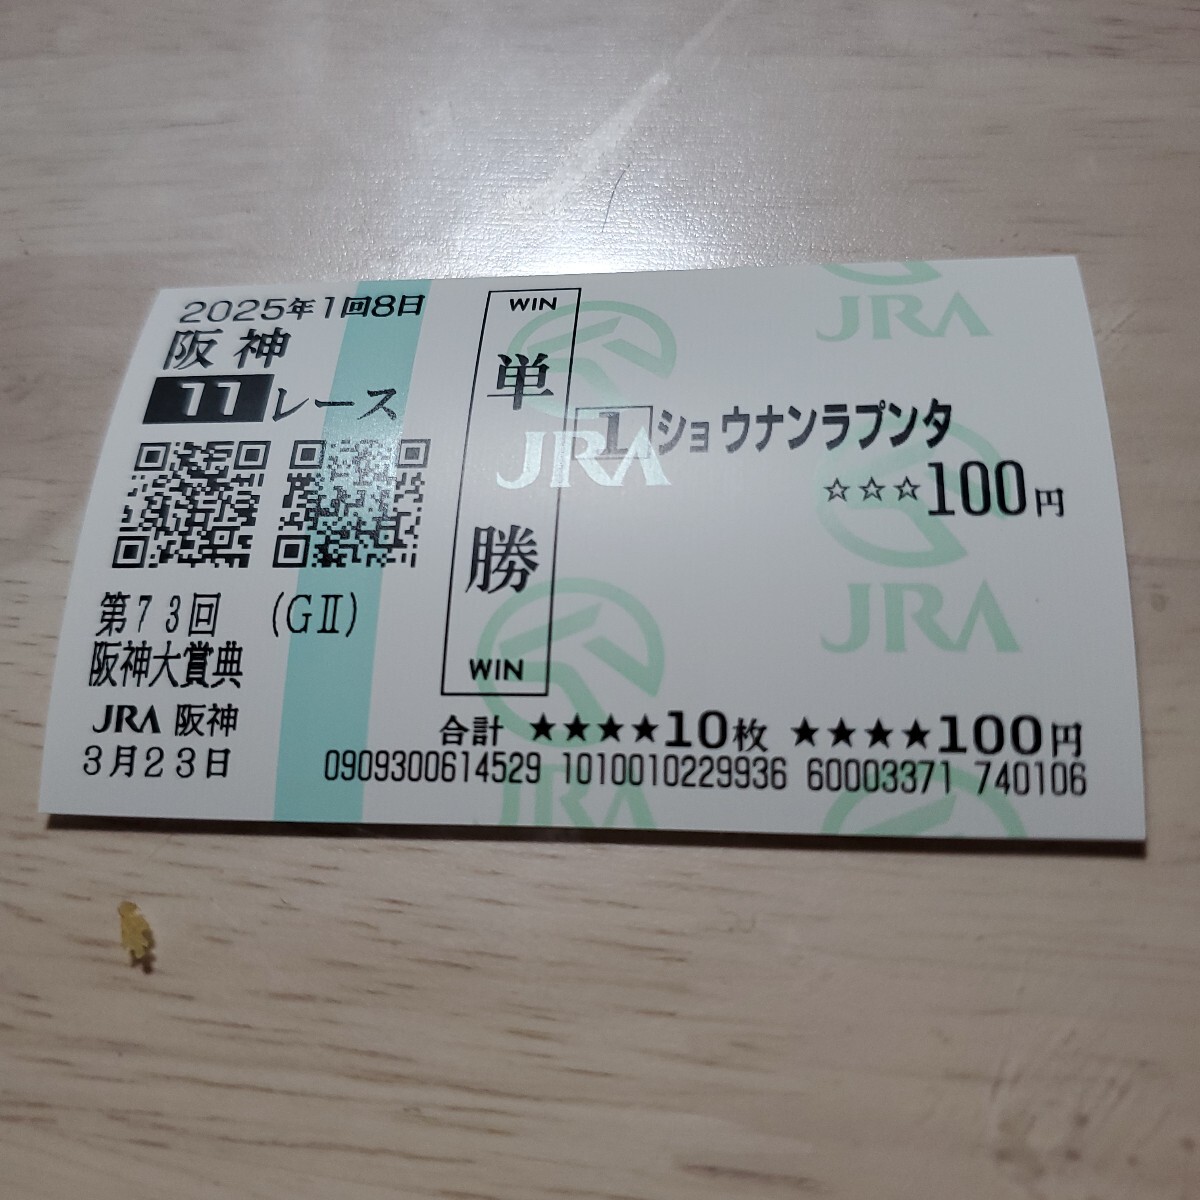 2025年1回8日
阪神
11レース
第73回 (GⅡ)
阪神大賞典
JRA 阪神
3月23日
WIN
単勝
WIN
JRA
1 ショウナンラプンタ
☆☆☆100円
合計 ★★★★10枚 ★★★★100円
0909300614529 1010010229936 60003371 740106
JRA
JRA
JRA